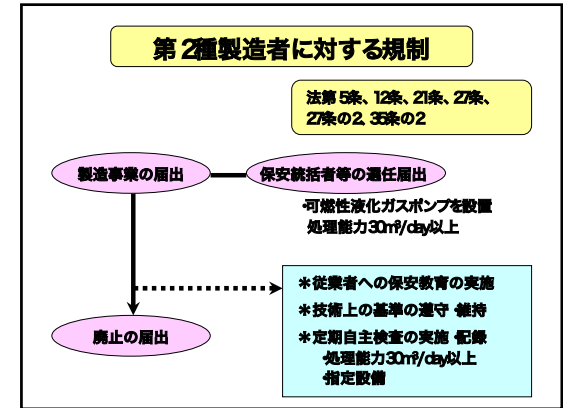 第2種製造者に対する規制
法第5条、12条、21条、27条、
27条の2、35条の2
製造事業の届出
保安統括者等の選任届出
・可燃性液化ガスポンプを設置
処理能力30m³/day以上
＊従業者への保安教育の実施
＊技術上の基準の遵守・維持
＊定期自主検査の実施・記録
・処理能力30m³/day以上
・指定設備
廃止の届出